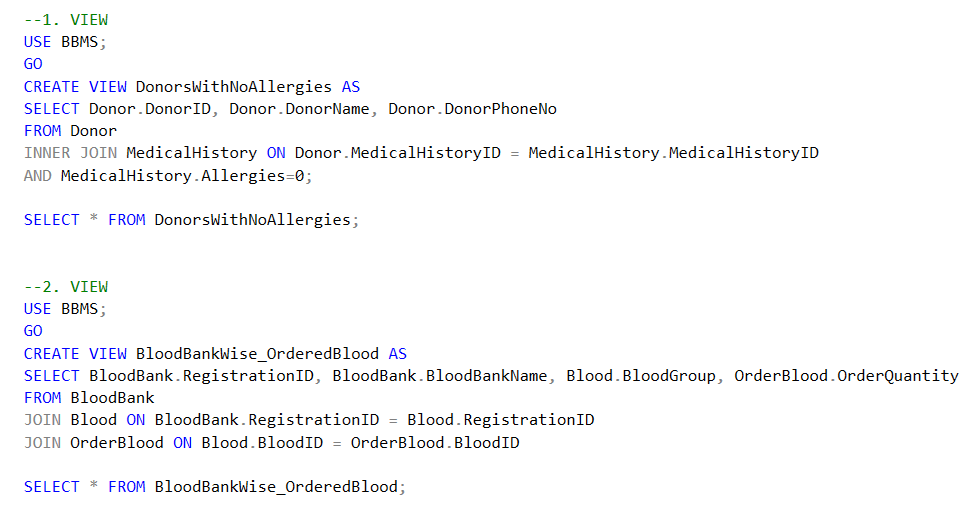 --1. VIEW
USE BBMS;
GO
CREATE VIEW DonorsWithNoAllergies AS
SELECT Donor.DonorID, Donor.DonorName, Donor.DonorPhoneNo
FROM Donor
INNER JOIN MedicalHistory ON Donor.MedicalHistoryID = MedicalHistory.MedicalHistoryID
AND MedicalHistory.Allergies=0;
SELECT * FROM DonorsWithNoAllergies;
--2. VIEW
USE BBMS;
GO
CREATE VIEW BloodBankWise_OrderedBlood AS
SELECT BloodBank.RegistrationID, BloodBank.BloodBankName, Blood.BloodGroup, OrderBlood.OrderQuantity
FROM BloodBank
JOIN Blood ON BloodBank.RegistrationID = Blood.RegistrationID
JOIN OrderBlood ON Blood.BloodID = OrderBlood.BloodID
SELECT * FROM BloodBankWise_OrderedBlood;